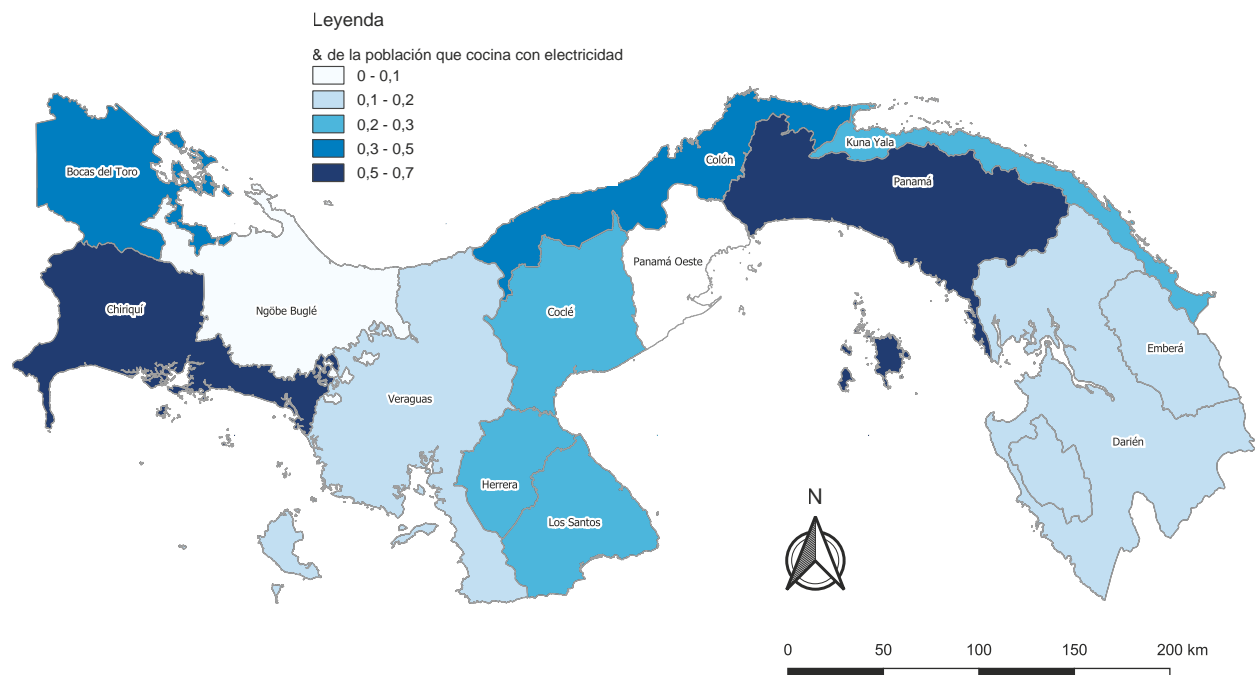 Leyenda
& de la población que cocina con electricidad
0 - 0,1
0,1 - 0,2
0,2 - 0,3
0,3 - 0,5
0,5 - 0,7
Bocas del Toro
Colón
Kuna Yala
Panamá
Panamá Oeste
Chiriquí
Ngöbe Buglé
Coclé
Emberá
Veraguas
Darién
Herrera
Los Santos
N
0 50 100 150 200 km